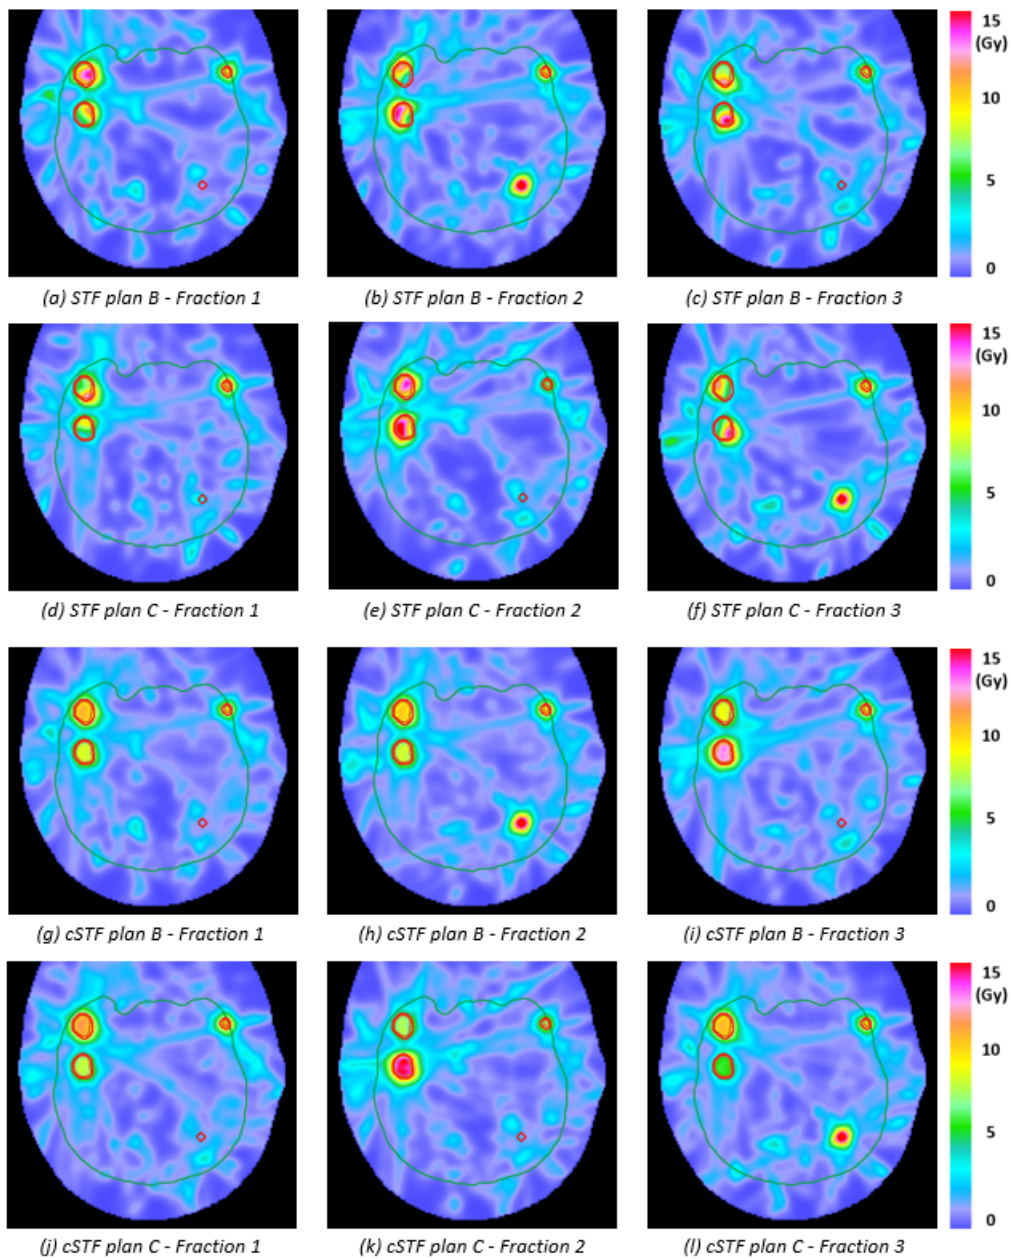 15
(Gy)
10
5
0
(a) STF plan B - Fraction 1
(b) STF plan B - Fraction 2
(c) STF plan B - Fraction 3
15
(Gy)
10
5
0
(d) STF plan C - Fraction 1
(e) STF plan C - Fraction 2
(f) STF plan C - Fraction 3
15
(Gy)
10
5
0
(g) cSTF plan B - Fraction 1
(h) cSTF plan B - Fraction 2
(i) cSTF plan B - Fraction 3
15
(Gy)
10
5
0
(j) cSTF plan C - Fraction 1
(k) cSTF plan C - Fraction 2
(l) cSTF plan C - Fraction 3